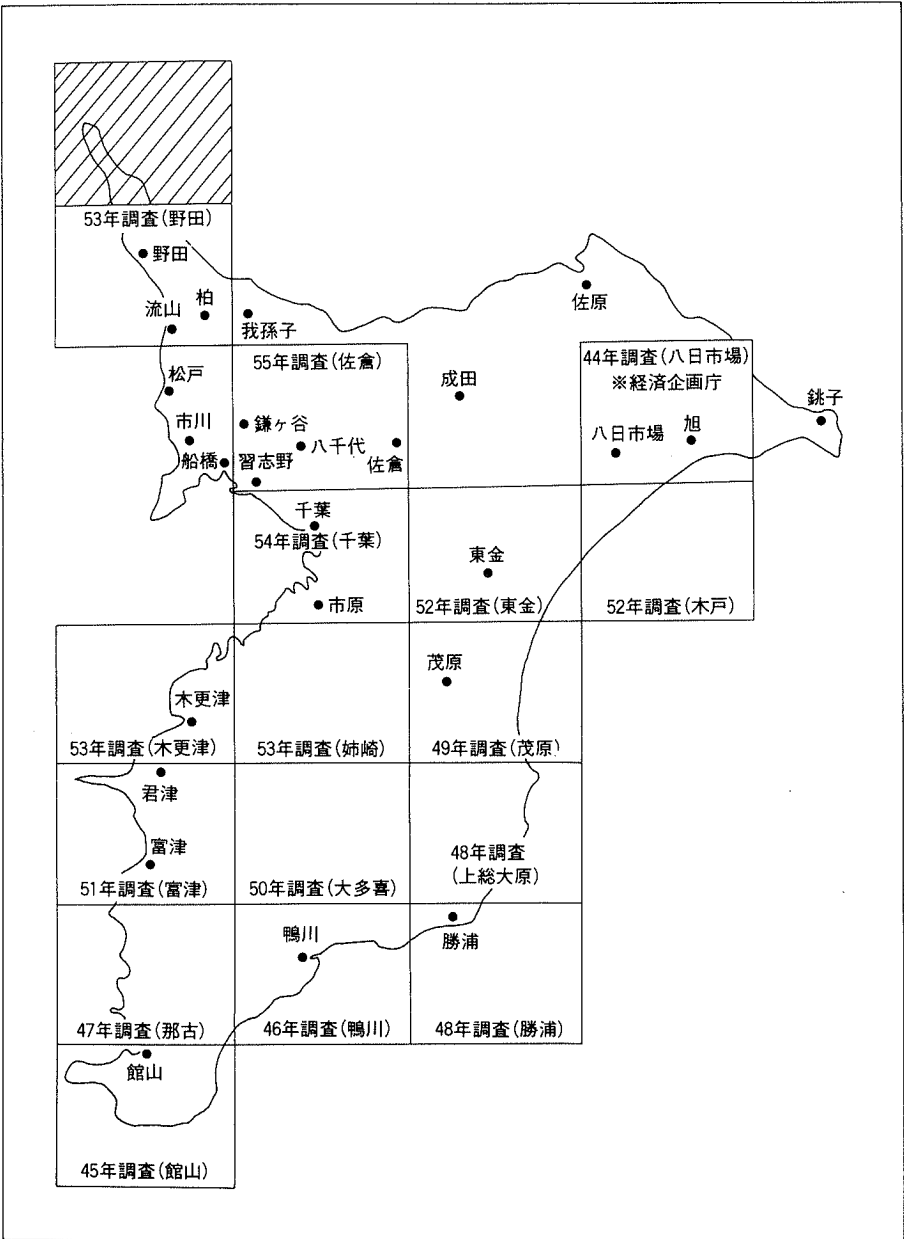 53年調査(野田)
野田
柏
流山
我孫子
佐原
松戸
55年調査(佐倉)
成田
44年調査(八日市場)
※経済企画庁
銚子
市川
鎌ヶ谷
八千代
佐倉
八日市場
旭
船橋
習志野
千葉
54年調査(千葉)
市原
東金
52年調査(東金)
52年調査(木戸)
茂原
木更津
53年調査(木更津)
53年調査(姉崎)
49年調査(茂原)
君津
富津
51年調査(富津)
50年調査(大多喜)
48年調査
(上総大原)
鴨川
勝浦
47年調査(那古)
46年調査(鴨川)
48年調査(勝浦)
館山
45年調査(館山)